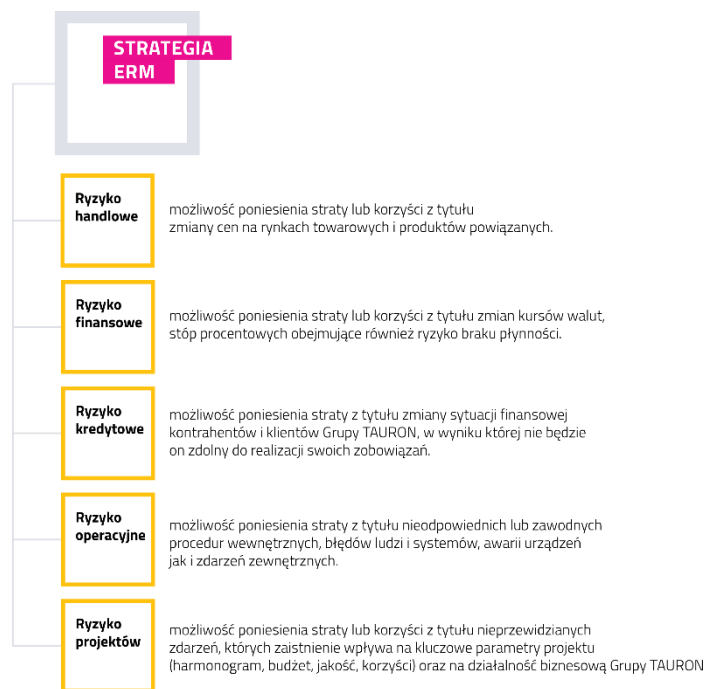 STRATEGIA
ERM
Ryzyko
handlowe
możliwość poniesienia straty lub korzyści z tytułu
zmiany cen na rynkach towarowych i produktów powiązanych.
Ryzyko
finansowe
możliwość poniesienia straty lub korzyści z tytułu zmian kursów walut,
stóp procentowych obejmujące również ryzyko braku płynności.
Ryzyko
kredytowe
możliwość poniesienia straty z tytułu zmiany sytuacji finansowej
kontrahentów i klientów Grupy TAURON, w wyniku której nie będzie
on zdolny do realizacji swoich zobowiązań.
Ryzyko
operacyjne
możliwość poniesienia straty z tytułu nieodpowiednich lub zawodnych
procedur wewnętrznych, błędów ludzi i systemów, awarii urządzeń
jak i zdarzeń zewnętrznych.
Ryzyko
projektów
możliwość poniesienia straty lub korzyści z tytułu nieprzewidzianych
zdarzeń, których zaistnienie wpływa na kluczowe parametry projektu
(harmonogram, budżet, jakość, korzyści) oraz na działalność biznesową Grupy TAURON